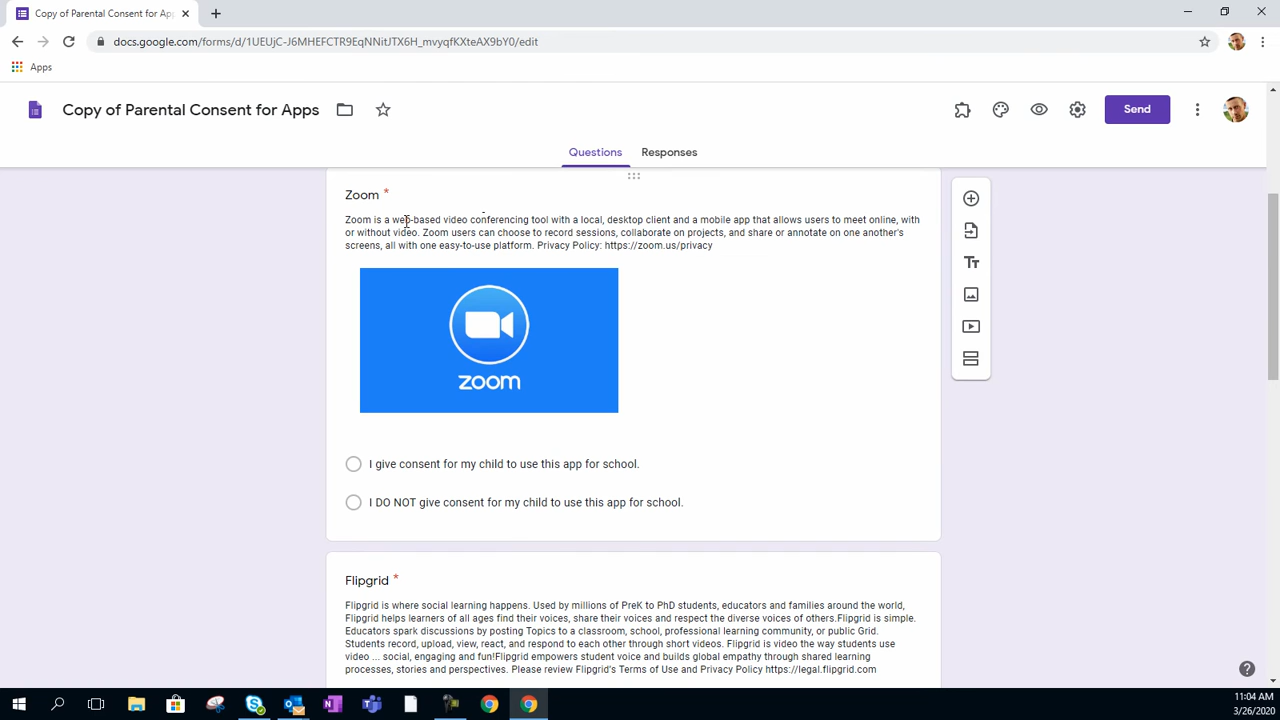 Copy of Parental Consent for Ap
docs.google.com/forms/d/1UEUjC-J6MHEFCTR9EqNNitJTX6H_mvyqfKXteAX9bY0/edit
Apps
Copy of Parental Consent for Apps
Send
Questions
Responses
Zoom *
Zoom is a web-based video conferencing tool with a local, desktop client and a mobile app that allows users to meet online, with
or without video. Zoom users can choose to record sessions, collaborate on projects, and share or annotate on one another's
screens, all with one easy-to-use platform. Privacy Policy: https://zoom.us/privacy
zoom
I give consent for my child to use this app for school.
I DO NOT give consent for my child to use this app for school.
Flipgrid *
Flipgrid is where social learning happens. Used by millions of PreK to PhD students, educators and families around the world,
Flipgrid helps learners of all ages find their voices, share their voices and respect the diverse voices of others.Flipgrid is simple.
Educators spark discussions by posting Topics to a classroom, school, professional learning community, or public Grid.
Students record, upload, view, react, and respond to each other through short videos. Flipgrid is video the way students use
video ... social, engaging and fun!Flipgrid empowers student voice and builds global empathy through shared learning
processes, stories and perspectives. Please review Flipgrid's Terms of Use and Privacy Policy https://legal.flipgrid.com
11:04 AM
3/26/2020